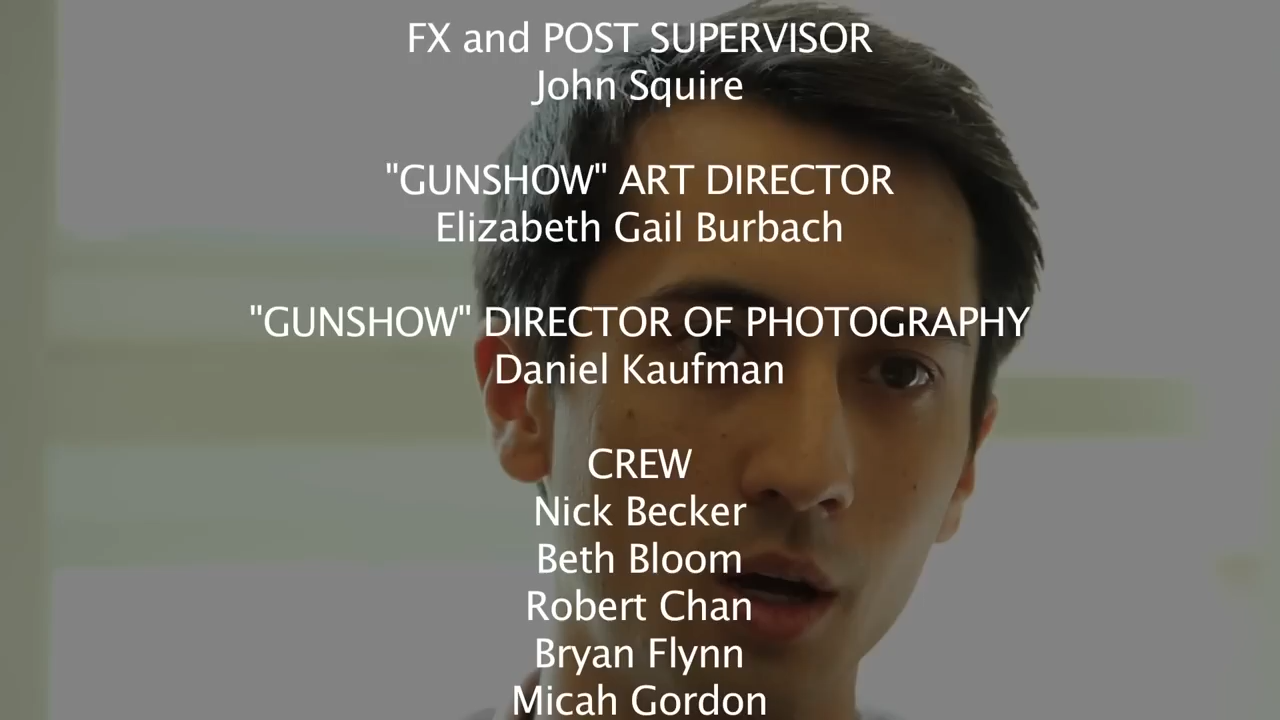 FX and POST SUPERVISOR
John Squire
"GUNSHOW" ART DIRECTOR
Elizabeth Gail Burbach
"GUNSHOW" DIRECTOR OF PHOTOGRAPHY
Daniel Kaufman
CREW
Nick Becker
Beth Bloom
Robert Chan
Bryan Flynn
Micah Gordon